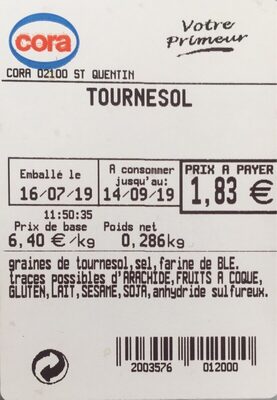 cora
Votre
Primeur
CORA 02100 ST QUENTIN
TOURNESOL
Emballé le
16/07/19
A consommer
jusqu'au:
14/09/19
PRIX A PAYER
1,83 €
11:50:35
Prix de base
6,40 €/kg
Poids net
0,286kg
graines de tournesol,sel,farine de BLE.
traces possibles d'ARACHIDE,FRUITS A COQUE,
GLUTEN,LAIT,SESAME,SOJA,anhydride sulfureux.
2003576 012000